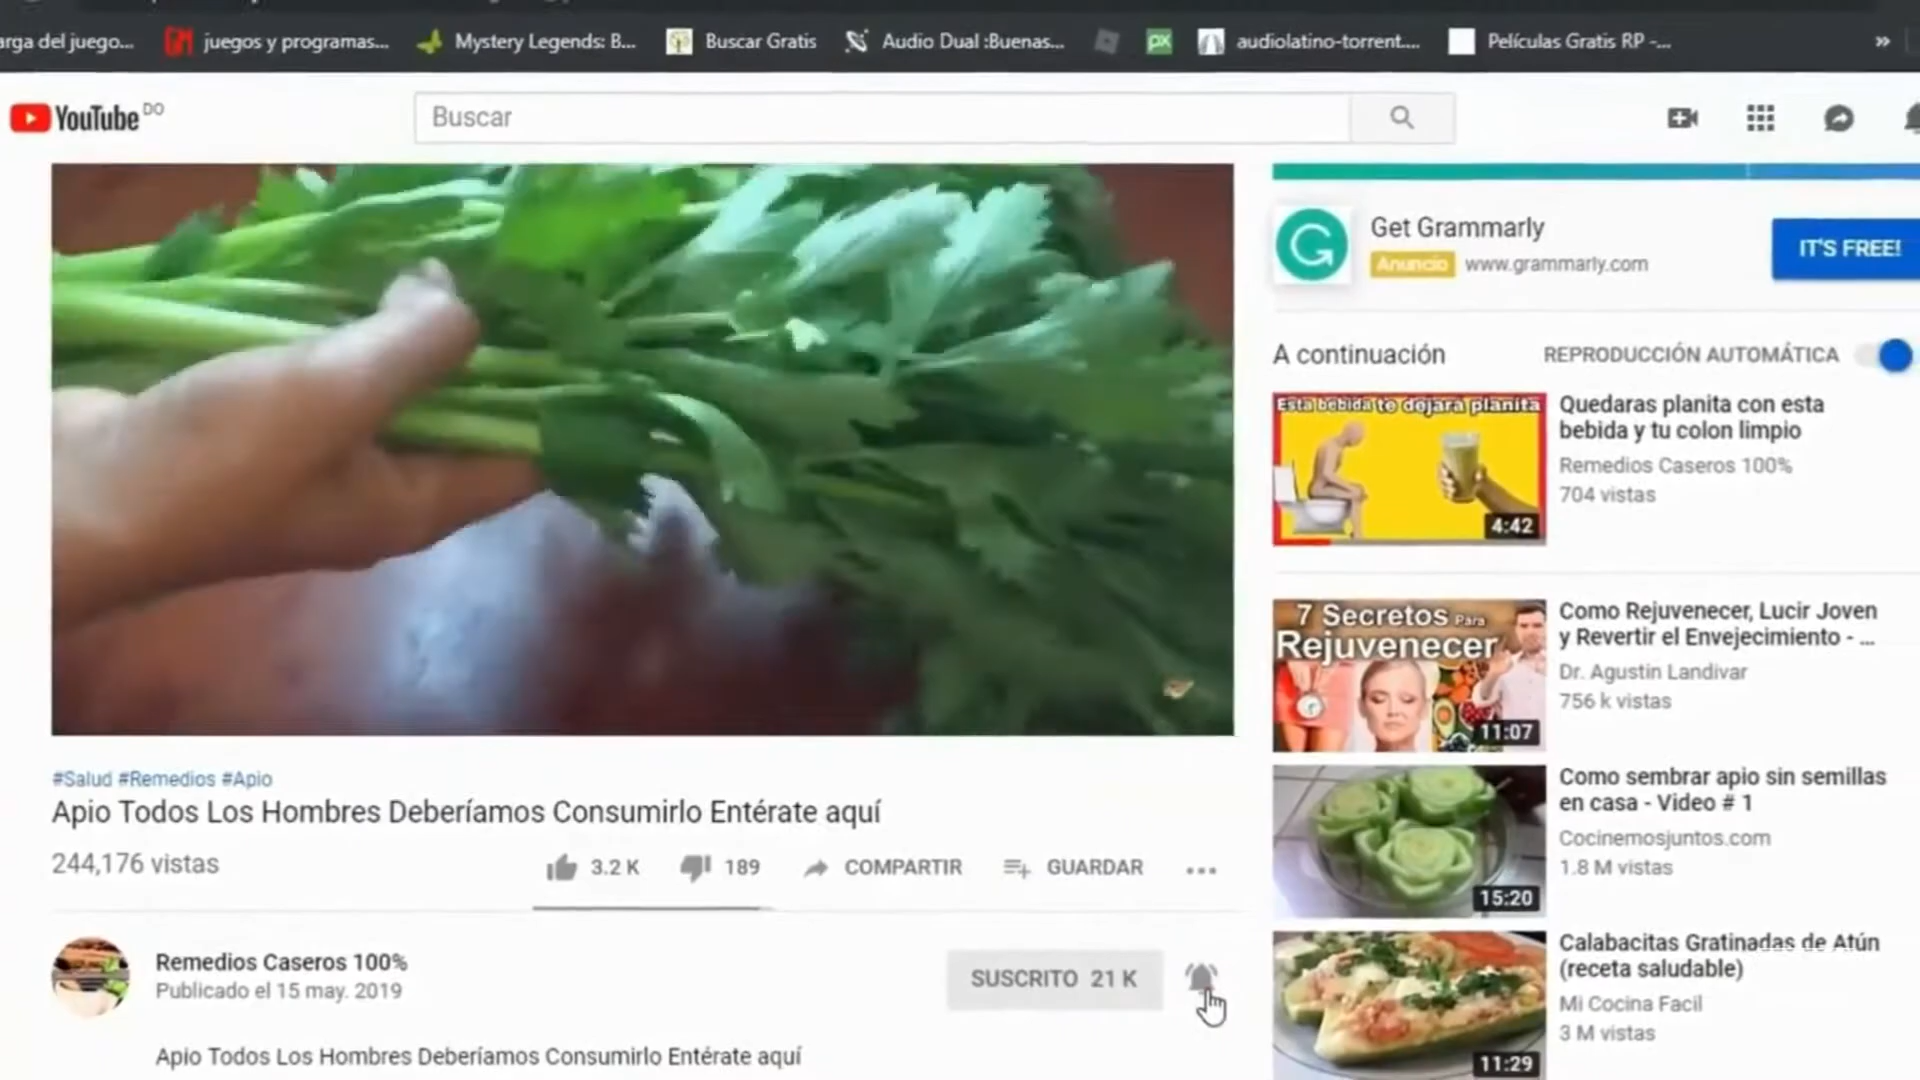 arga del juego...
juegos y programas...
Mystery Legends: B...
Buscar Gratis
Audio Dual :Buenas...
px
audiolatino-torrent....
Películas Gratis RP -...
»
YouTube DO
Buscar
Get Grammarly
Anuncio www.grammarly.com
IT'S FREE!
A continuación
REPRODUCCIÓN AUTOMÁTICA
Esta bebida te dejara planita
4:42
Quedaras planita con esta
bebida y tu colon limpio
Remedios Caseros 100%
704 vistas
7 Secretos Para
Rejuvenecer
11:07
Como Rejuvenecer, Lucir Joven
y Revertir el Envejecimiento - ...
Dr. Agustin Landivar
756 k vistas
15:20
Como sembrar apio sin semillas
en casa - Video # 1
Cocinemosjuntos.com
1.8 M vistas
11:29
Calabacitas Gratinadas de Atún
(receta saludable)
Mi Cocina Facil
3 M vistas
#Salud #Remedios #Apio
Apio Todos Los Hombres Deberíamos Consumirlo Entérate aquí
244,176 vistas
3.2 K
189
COMPARTIR
GUARDAR
Remedios Caseros 100%
Publicado el 15 may. 2019
SUSCRITO 21 K
Apio Todos Los Hombres Deberíamos Consumirlo Entérate aquí